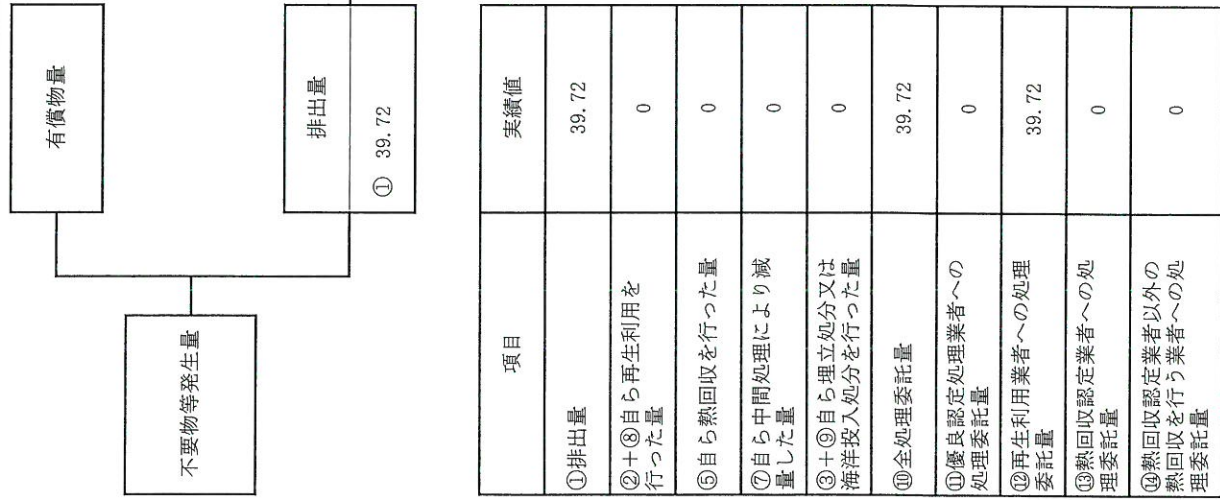 有償物量
不要物等発生量
排出量
① 39.72
項目
実績値
①排出量
39.72
②+⑧自ら再生利用を
行った量
0
⑤自ら熱回収を行った量
0
⑦自ら中間処理により減
量した量
0
③+⑨自ら埋立処分又は
海洋投入処分を行った量
0
⑩全処理委託量
39.72
⑪優良認定処理業者への
処理委託量
0
⑫再生利用業者への処理
委託量
39.72
⑬熱回収認定業者への処
理委託量
0
⑭熱回収認定業者以外の
熱回収を行う業者への処
理委託量
0